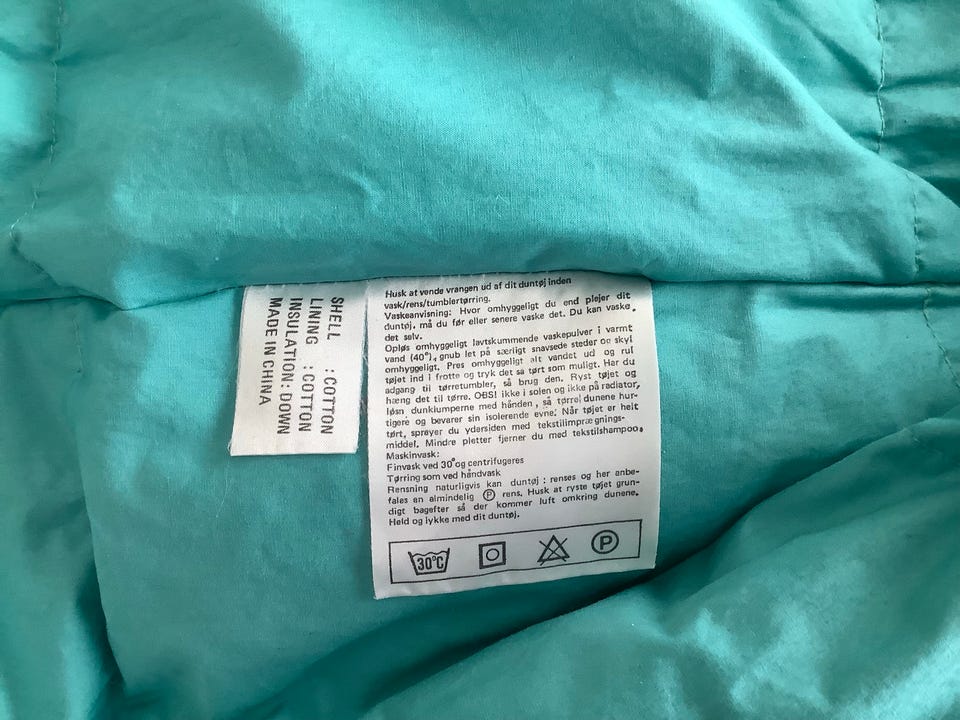 SHELL : COTTON
LINING : COTTON
INSULATION: DOWN
MADE IN CHINA
Husk at vende vrangen ud af dit duntøj inden
vask/rens/tumblertørring.
Vaskeanvisning: Hvor omhyggeligt du end plejer dit
duntøj, må du før eller senere vaske det. Du kan vaske
det selv.
Opløs omhyggeligt lavtskummende vaskepulver i varmt
vand (40°), gnub let på særligt snavsede steder og skyl
omhyggeligt. Pres omhyggeligt alt vandet ud og rul
tøjet ind i frotte og tryk det så tørt som muligt. Har du
adgang til tørretumbler, så brug den. Ryst tøjet og
hæng det til tørre. OBS! ikke i solen og ikke på radiator,
løsn dunklumperne med hånden, så tørrer dunene hur-
tigere og bevarer sin isolerende evne. Når tøjet er helt
tørt, sprøyer du ydersiden med tekstilimprægnings-
middel. Mindre pletter fjerner du med tekstilshampoo.
Maskinvask:
Finvask ved 30° og centrifugeres
Tørring som ved håndvask
Rensning naturligvis kan duntøj : renses og her anbe-
fales en almindelig Ⓟ rens. Husk at ryste tøjet grun-
digt bagefter så der kommer luft omkring dunene.
Held og lykke med dit duntøj.
30°C P